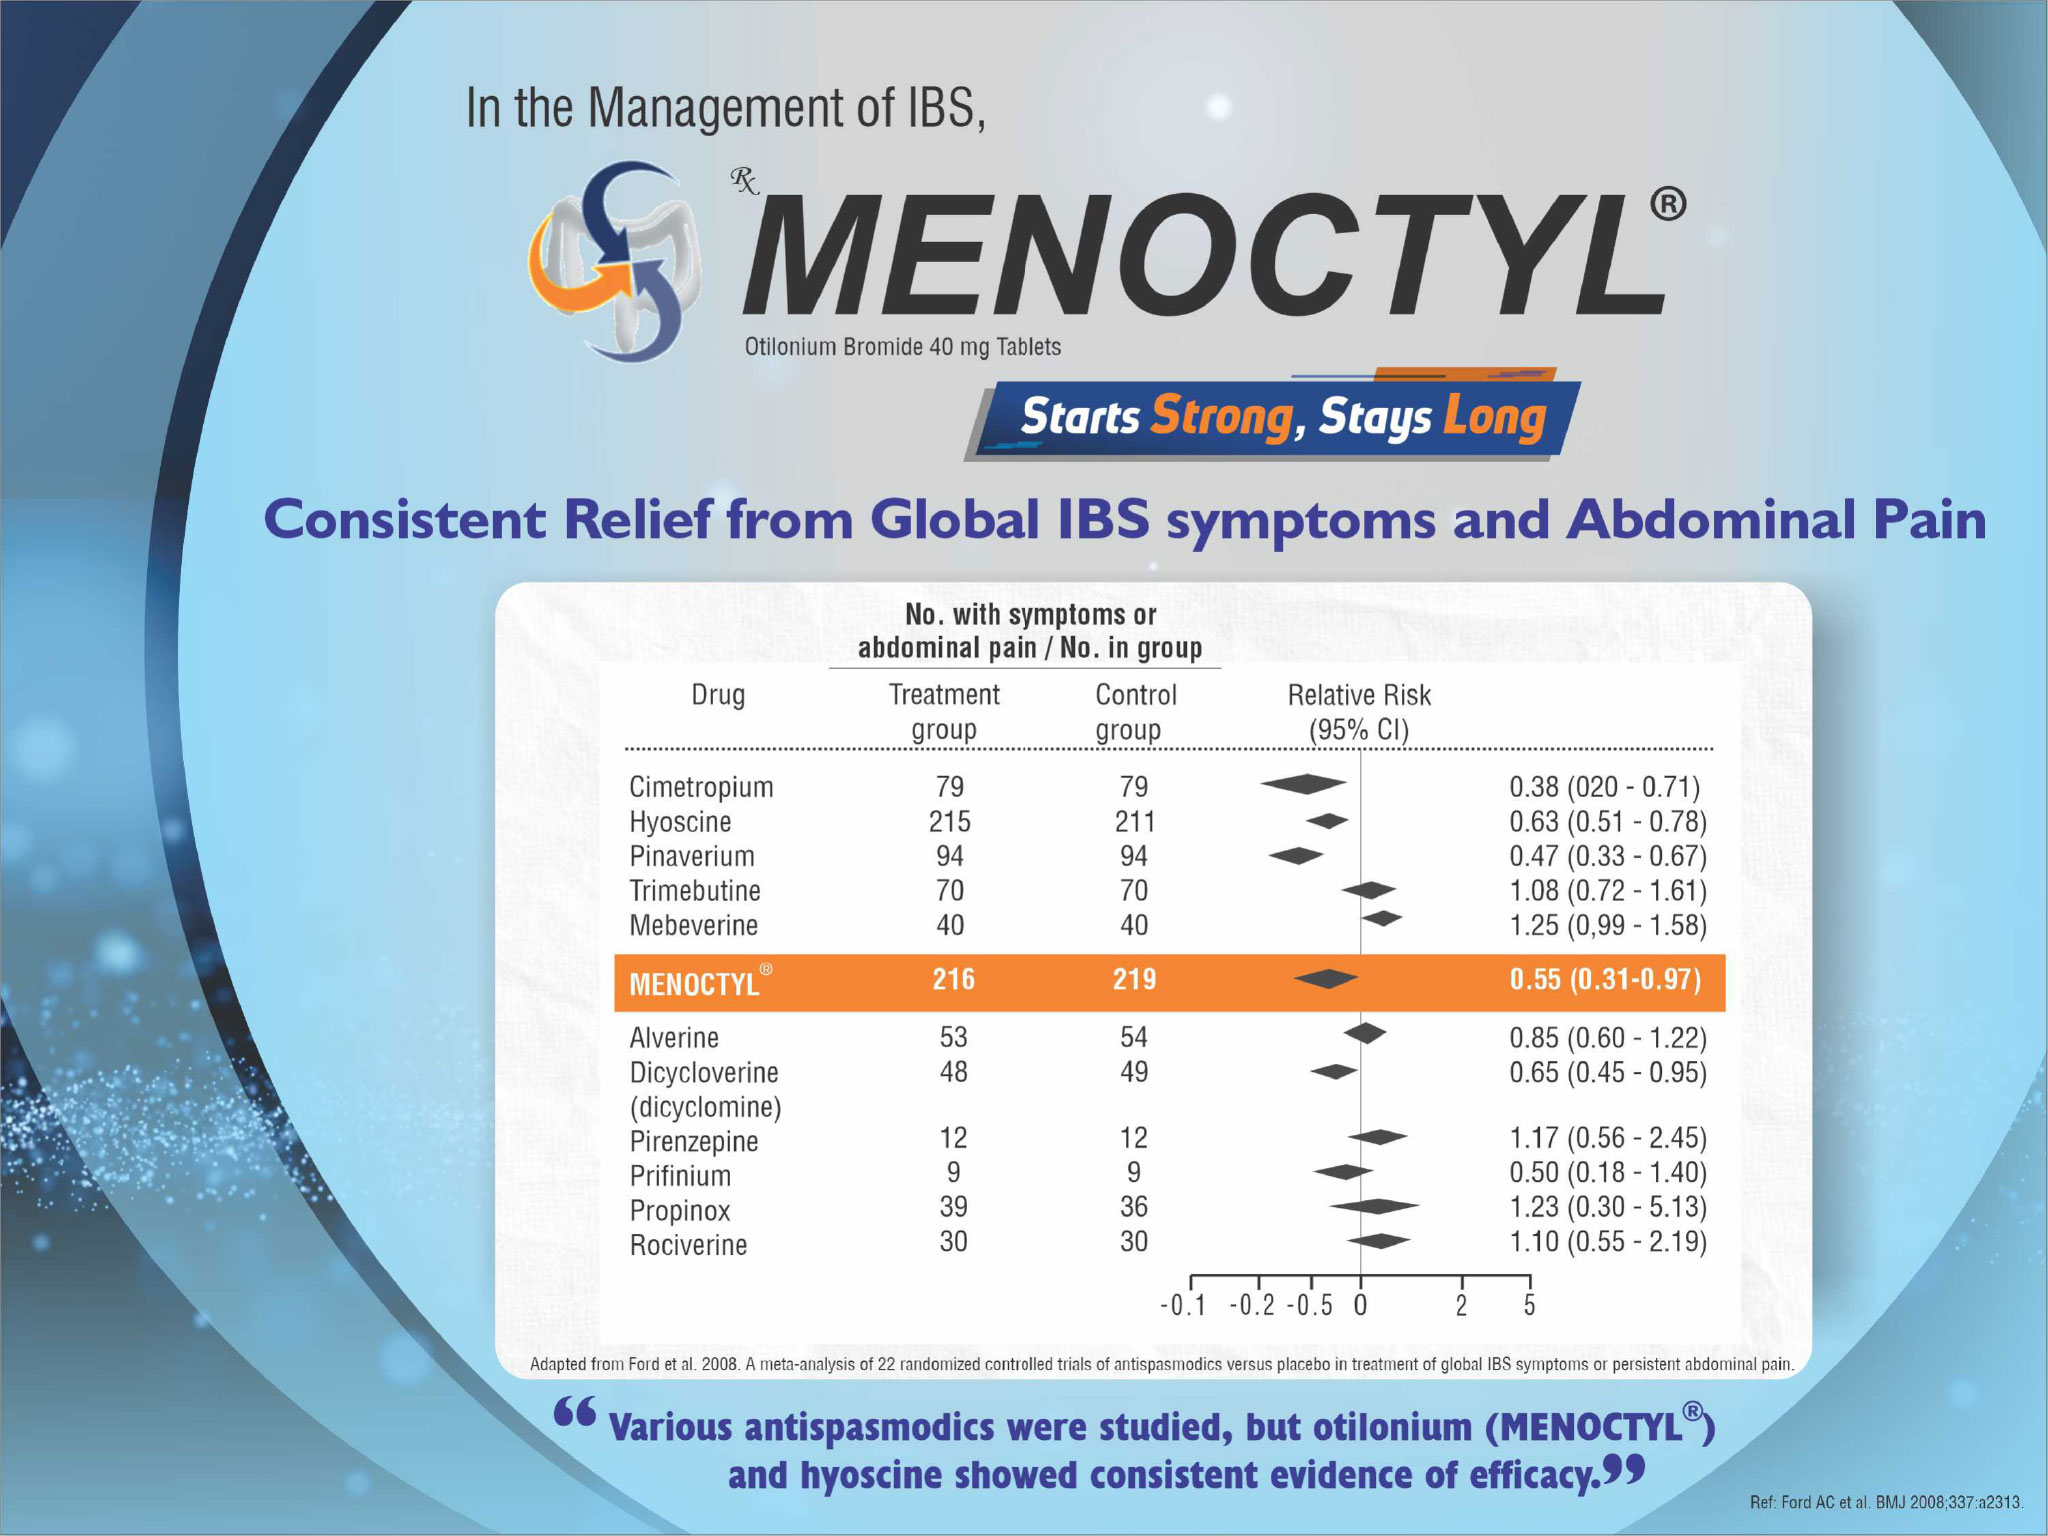 In the Management of IBS,
Rx MENOCTYL®
Otilonium Bromide 40 mg Tablets
Starts Strong, Stays Long
Consistent Relief from Global IBS symptoms and Abdominal Pain
No. with symptoms or
abdominal pain / No. in group
Drug Treatment group Control group Relative Risk (95% CI)
Cimetropium 79 79 0.38 (020 - 0.71)
Hyoscine 215 211 0.63 (0.51 - 0.78)
Pinaverium 94 94 0.47 (0.33 - 0.67)
Trimebutine 70 70 1.08 (0.72 - 1.61)
Mebeverine 40 40 1.25 (0,99 - 1.58)
MENOCTYL® 216 219 0.55 (0.31-0.97)
Alverine 53 54 0.85 (0.60 - 1.22)
Dicycloverine 48 49 0.65 (0.45 - 0.95)
(dicyclomine)
Pirenzepine 12 12 1.17 (0.56 - 2.45)
Prifinium 9 9 0.50 (0.18 - 1.40)
Propinox 39 36 1.23 (0.30 - 5.13)
Rociverine 30 30 1.10 (0.55 - 2.19)
-0.1 -0.2 -0.5 0 2 5
Adapted from Ford et al. 2008. A meta-analysis of 22 randomized controlled trials of antispasmodics versus placebo in treatment of global IBS symptoms or persistent abdominal pain.
“Various antispasmodics were studied, but otilonium (MENOCTYL®)
and hyoscine showed consistent evidence of efficacy.”
Ref: Ford AC et al. BMJ 2008;337:a2313.